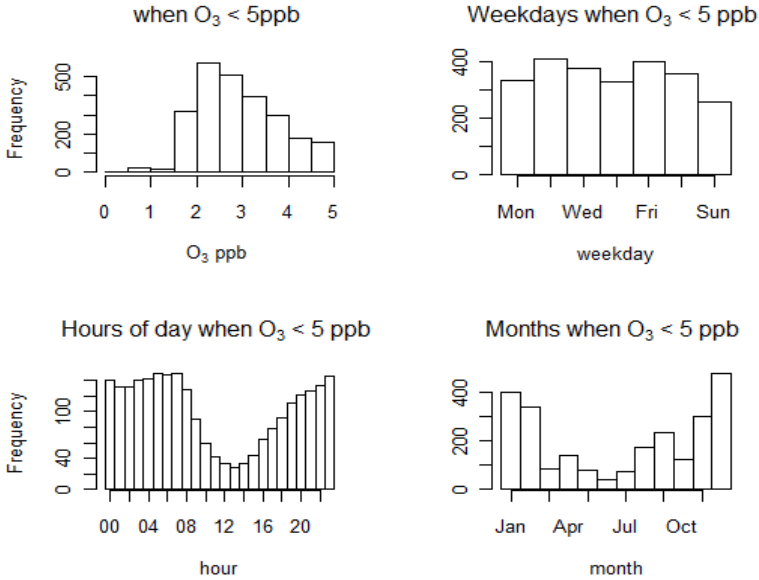 when O₃ < 5ppb
Frequency
0 200 500
0 1 2 3 4 5
O₃ ppb
Weekdays when O₃ < 5 ppb
0 200 400
Mon Wed Fri Sun
weekday
Hours of day when O₃ < 5 ppb
Frequency
0 40 100
00 04 08 12 16 20
hour
Months when O₃ < 5 ppb
0 200 400
Jan Apr Jul Oct
month